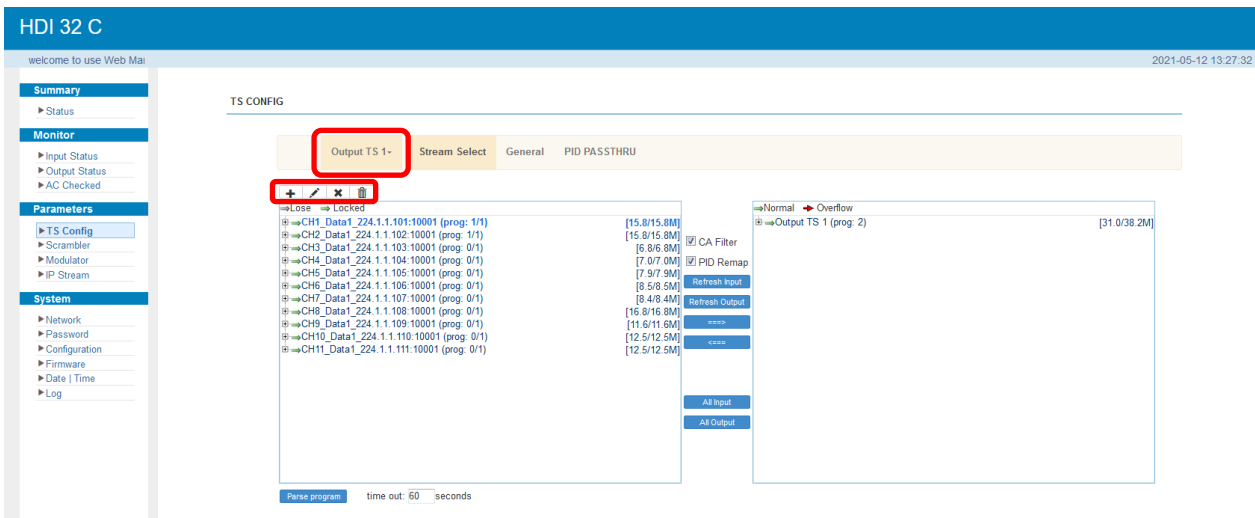 HDI 32 C
welcome to use Web Mai
2021-05-12 13:27:32
Summary
Status
Monitor
Input Status
Output Status
AC Checked
Parameters
TS Config
Scrambler
Modulator
IP Stream
System
Network
Password
Configuration
Firmware
Date | Time
Log
TS CONFIG
Output TS 1 Stream Select General PID PASSTHRU
⇒Lose ⇒Locked
CH1_Data1_224.1.1.101:10001 (prog: 1/1) [15.8/15.8M]
CH2_Data1_224.1.1.102:10001 (prog: 1/1) [15.8/15.8M]
CH3_Data1_224.1.1.103:10001 (prog: 0/1) [6.8/6.8M]
CH4_Data1_224.1.1.104:10001 (prog: 0/1) [7.0/7.0M]
CH5_Data1_224.1.1.105:10001 (prog: 0/1) [7.9/7.9M]
CH6_Data1_224.1.1.106:10001 (prog: 0/1) [8.5/8.5M]
CH7_Data1_224.1.1.107:10001 (prog: 0/1) [8.4/8.4M]
CH8_Data1_224.1.1.108:10001 (prog: 0/1) [16.8/16.8M]
CH9_Data1_224.1.1.109:10001 (prog: 0/1) [11.6/11.6M]
CH10_Data1_224.1.1.110:10001 (prog: 0/1) [12.5/12.5M]
CH11_Data1_224.1.1.111:10001 (prog: 0/1) [12.5/12.5M]
CA Filter
PID Remap
Refresh Input
Refresh Output
===>
<===
All Input
All Output
⇒Normal ➔ Overflow
Output TS 1 (prog: 2) [31.0/38.2M]
Parse program time out: 60 seconds